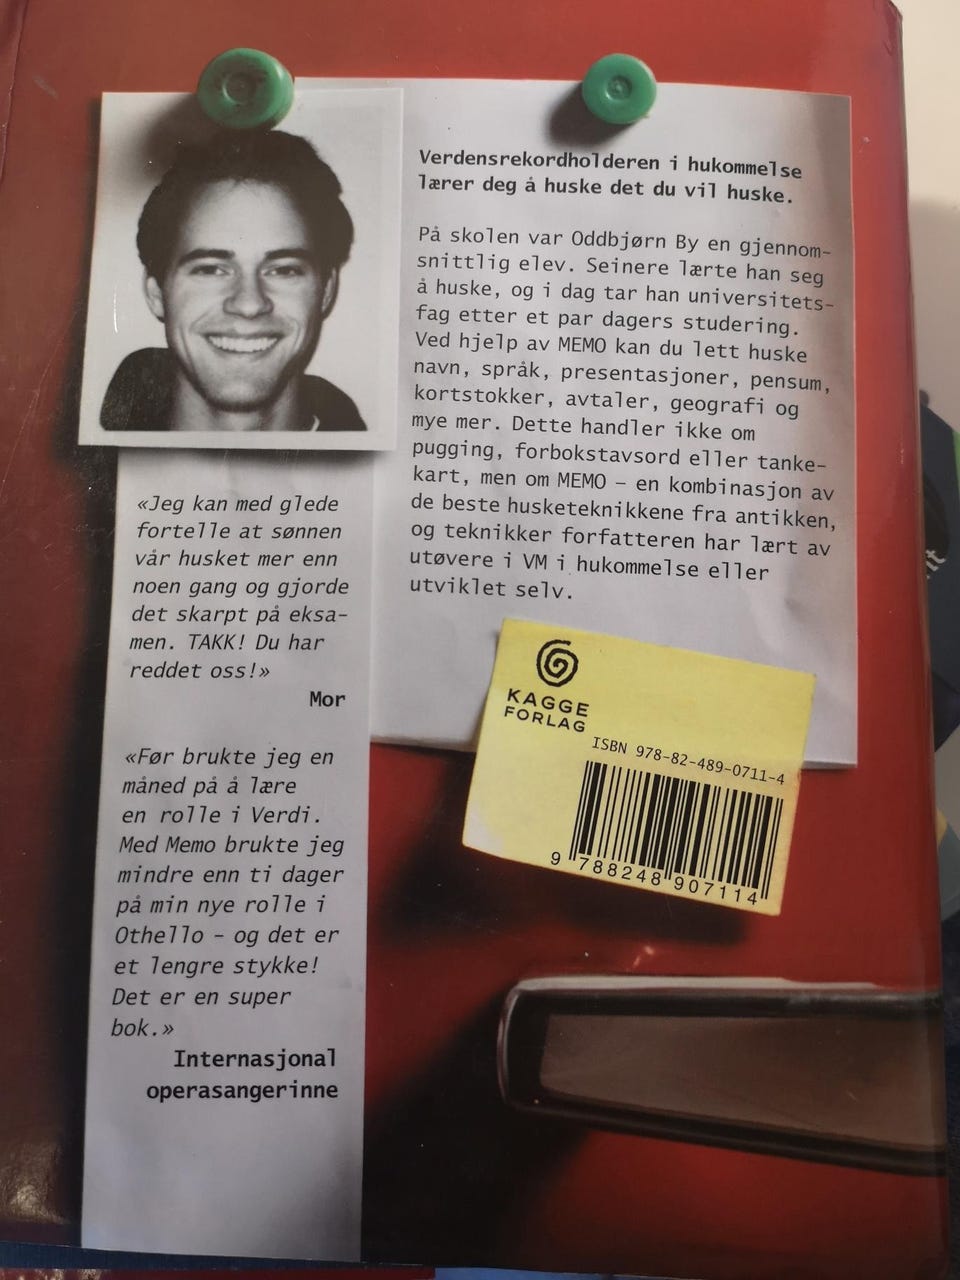 Verdensrekordholderen i hukommelse
lærer deg å huske det du vil huske.
På skolen var Oddbjørn By en gjennom-
snittlig elev. Seinere lærte han seg
å huske, og i dag tar han universitets-
fag etter et par dagers studering.
Ved hjelp av MEMO kan du lett huske
navn, språk, presentasjoner, pensum,
kortstokker, avtaler, geografi og
mye mer. Dette handler ikke om
pugging, forbokstavsord eller tanke-
kart, men om MEMO – en kombinasjon av
de beste husketeknikkene fra antikken,
og teknikker forfatteren har lært av
utøvere i VM i hukommelse eller
utviklet selv.
«Jeg kan med glede
fortelle at sønnen
vår husket mer enn
noen gang og gjorde
det skarpt på eksa-
men. TAKK! Du har
reddet oss!»
Mor
«Før brukte jeg en
måned på å lære
en rolle i Verdi.
Med Memo brukte jeg
mindre enn ti dager
på min nye rolle i
Othello – og det er
et lengre stykke!
Det er en super
bok.»
Internasjonal
operasangerinne
KAGGE
FORLAG
ISBN 978-82-489-0711-4
9 788248 907114